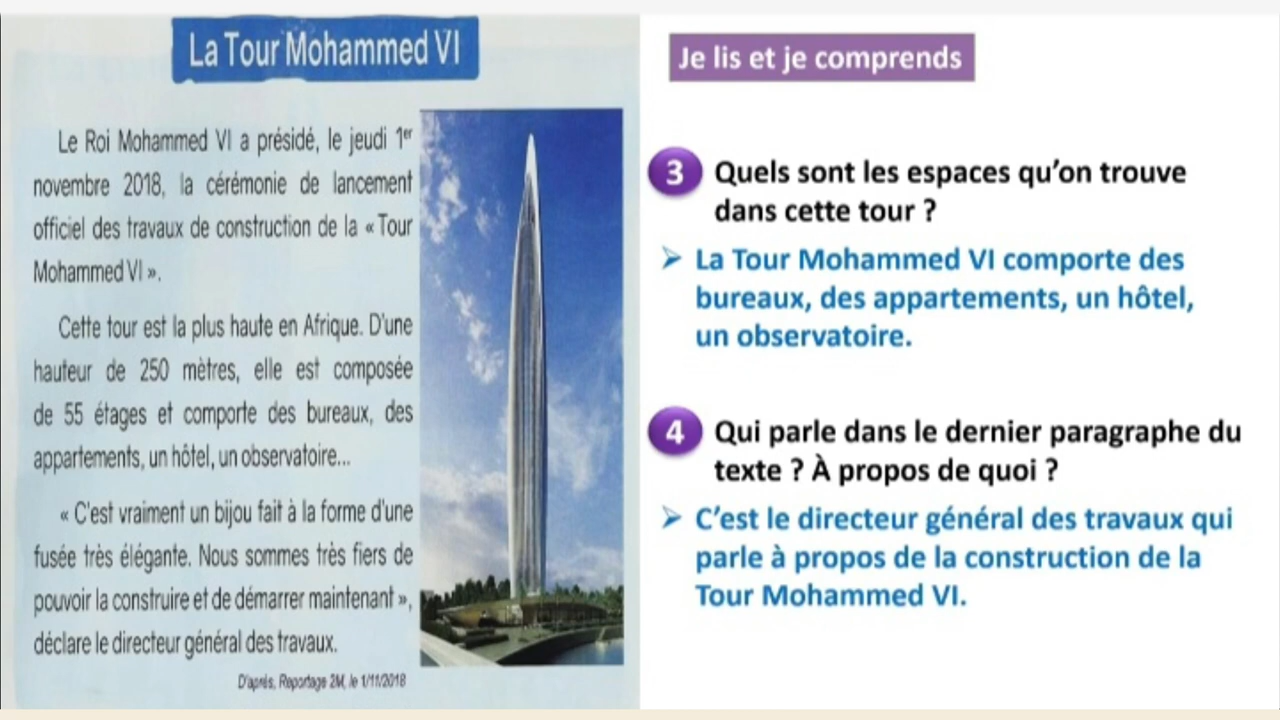 La Tour Mohammed VI
Le Roi Mohammed VI a présidé, le jeudi 1er
novembre 2018, la cérémonie de lancement
officiel des travaux de construction de la « Tour
Mohammed VI ».
Cette tour est la plus haute en Afrique. D'une
hauteur de 250 mètres, elle est composée
de 55 étages et comporte des bureaux, des
appartements, un hôtel, un observatoire...
« C'est vraiment un bijou fait à la forme d'une
fusée très élégante. Nous sommes très fiers de
pouvoir la construire et de démarrer maintenant »,
déclare le directeur général des travaux.
D'après, Reportage 2M, le 1/11/2018
Je lis et je comprends
3 Quels sont les espaces qu’on trouve
dans cette tour ?
➢ La Tour Mohammed VI comporte des
bureaux, des appartements, un hôtel,
un observatoire.
4 Qui parle dans le dernier paragraphe du
texte ? À propos de quoi ?
➢ C’est le directeur général des travaux qui
parle à propos de la construction de la
Tour Mohammed VI.